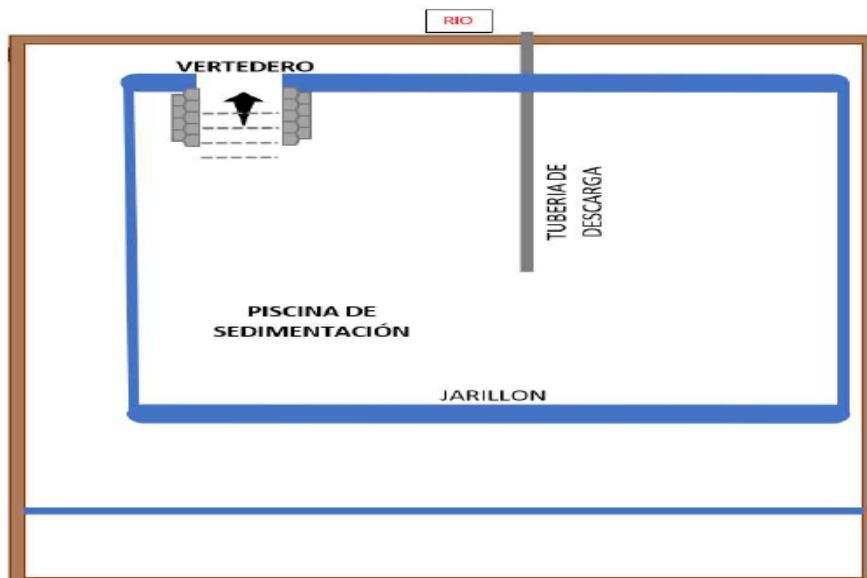 RIO
VERTEDERO
TUBERIA DE
DESCARGA
PISCINA DE
SEDIMENTACIÓN
JARILLON